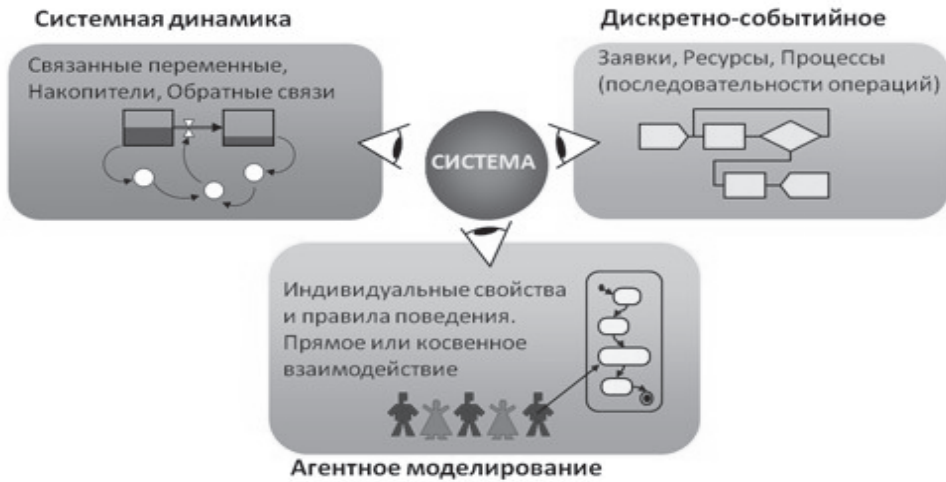 Системная динамика
Связанные переменные,
Накопители, Обратные связи
Дискретно-событийное
Заявки, Ресурсы, Процессы
(последовательности операций)
СИСТЕМА
Индивидуальные свойства
и правила поведения.
Прямое или косвенное
взаимодействие
Агентное моделирование